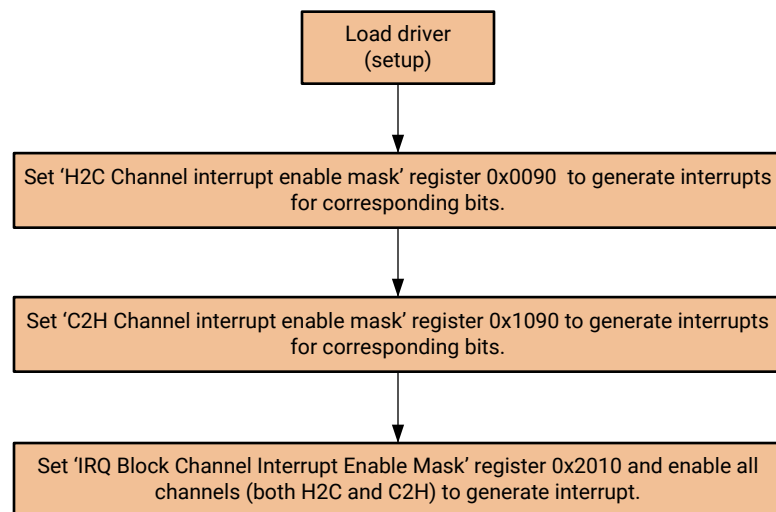 Load driver
(setup)
Set ‘H2C Channel interrupt enable mask’ register 0x0090 to generate interrupts
for corresponding bits.
Set ‘C2H Channel interrupt enable mask’ register 0x1090 to generate interrupts
for corresponding bits.
Set ‘IRQ Block Channel Interrupt Enable Mask’ register 0x2010 and enable all
channels (both H2C and C2H) to generate interrupt.